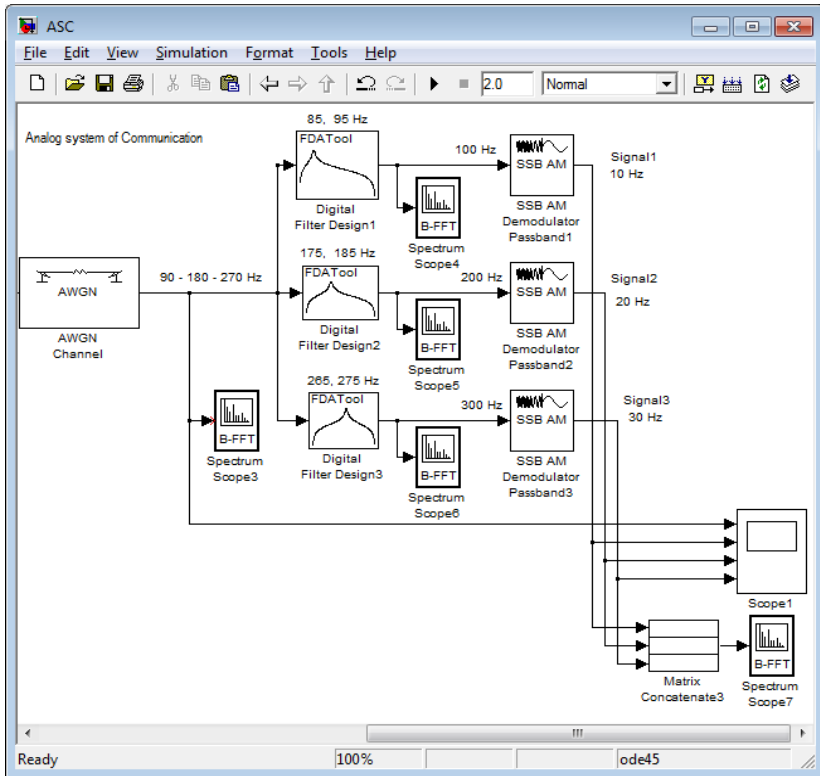 ASC
File Edit View Simulation Format Tools Help
2.0 Normal
Analog system of Communication
85, 95 Hz
FDATool
Digital
Filter Design1
100 Hz
SSB AM
SSB AM
Demodulator
Passband1
Signal1
10 Hz
B-FFT
Spectrum
Scope4
AWGN
AWGN
Channel
90 - 180 - 270 Hz
175, 185 Hz
FDATool
Digital
Filter Design2
200 Hz
SSB AM
SSB AM
Demodulator
Passband2
Signal2
20 Hz
B-FFT
Spectrum
Scope5
265, 275 Hz
FDATool
Digital
Filter Design3
300 Hz
SSB AM
SSB AM
Demodulator
Passband3
Signal3
30 Hz
B-FFT
Spectrum
Scope3
B-FFT
Spectrum
Scope6
Scope1
Matrix
Concatenate3
B-FFT
Spectrum
Scope7
Ready 100% ode45